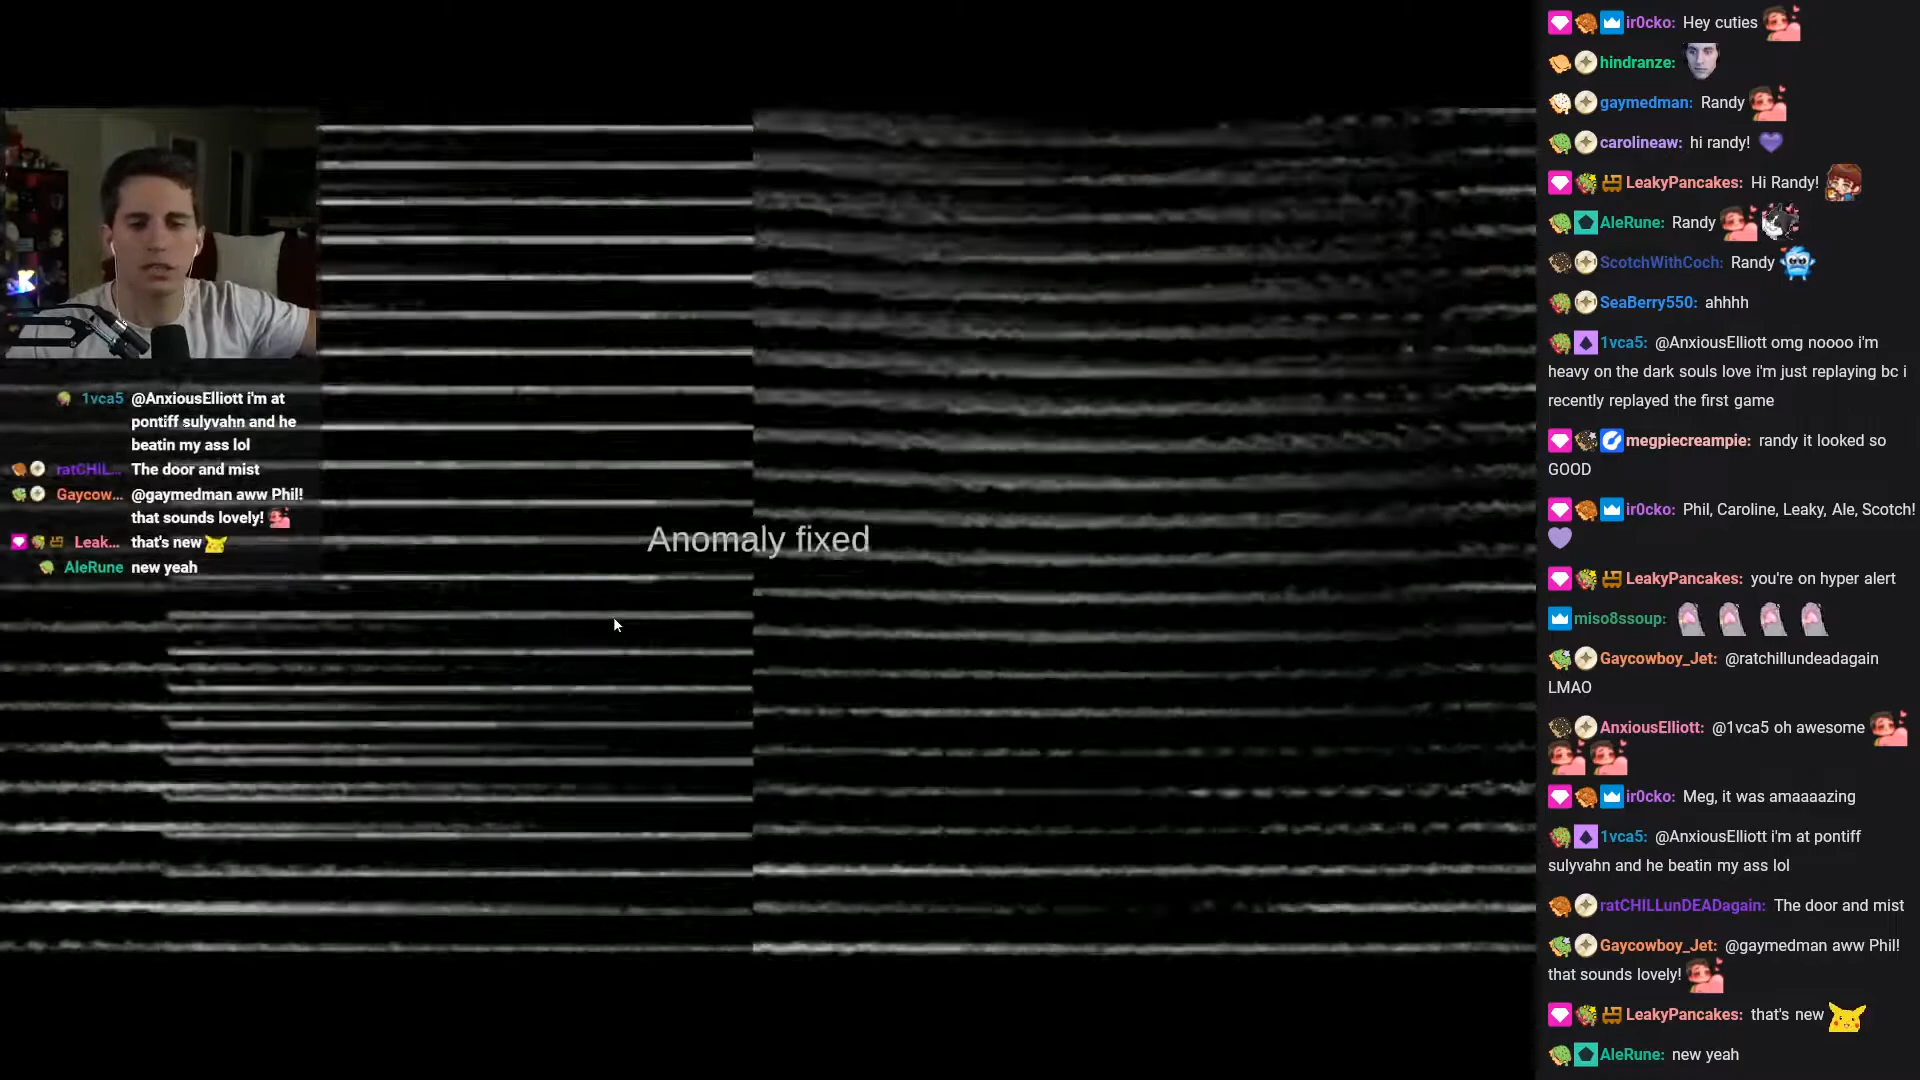 1vca5 @AnxiousElliott i'm at
pontiff sulyvahn and he
beatin my ass lol
ratCHIL... The door and mist
Gaycow... @gaymedman aww Phil!
that sounds lovely!
Leak... that's new
AleRune new yeah
Anomaly fixed
ir0cko: Hey cuties
hindranze:
gaymedman: Randy
carolineaw: hi randy!
LeakyPancakes: Hi Randy!
AleRune: Randy
ScotchWithCoch: Randy
SeaBerry550: ahhhh
1vca5: @AnxiousElliott omg noooo i'm
heavy on the dark souls love i'm just replaying bc i
recently replayed the first game
megpiecreampie: randy it looked so
GOOD
ir0cko: Phil, Caroline, Leaky, Ale, Scotch!
LeakyPancakes: you're on hyper alert
miso8ssoup:
Gaycowboy_Jet: @ratchillundeadagain
LMAO
AnxiousElliott: @1vca5 oh awesome
ir0cko: Meg, it was amaaaazing
1vca5: @AnxiousElliott i'm at pontiff
sulyvahn and he beatin my ass lol
ratCHILLunDEADagain: The door and mist
Gaycowboy_Jet: @gaymedman aww Phil!
that sounds lovely!
LeakyPancakes: that's new
AleRune: new yeah